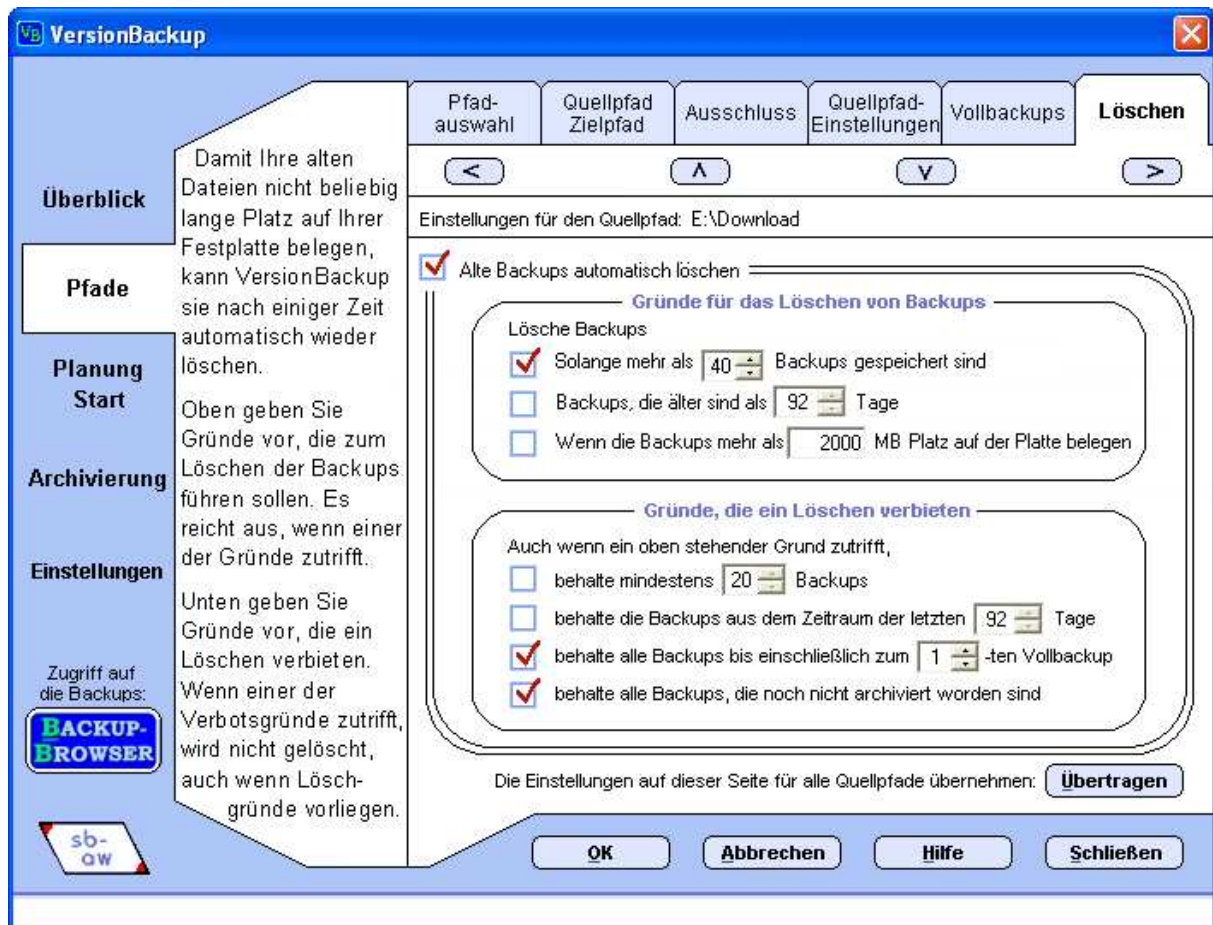 VB VersionBackup
Überblick
Pfade
Planung
Start
Archivierung
Einstellungen
Zugriff auf
die Backups:
BACKUP-
BROWSER
sb-
aw
Damit Ihre alten
Dateien nicht beliebig
lange Platz auf Ihrer
Festplatte belegen,
kann VersionBackup
sie nach einiger Zeit
automatisch wieder
löschen.
Oben geben Sie
Gründe vor, die zum
Löschen der Backups
führen sollen. Es
reicht aus, wenn einer
der Gründe zutrifft.
Unten geben Sie
Gründe vor, die ein
Löschen verbieten.
Wenn einer der
Verbotsgründe zutrifft,
wird nicht gelöscht,
auch wenn Lösch-
gründe vorliegen.
Pfad-
auswahl
Quellpfad
Zielpfad
Ausschluss
Quellpfad-
Einstellungen
Vollbackups
Löschen
< ʌ v >
Einstellungen für den Quellpfad: E:\Download
Alte Backups automatisch löschen
Gründe für das Löschen von Backups
Lösche Backups
Solange mehr als 40 Backups gespeichert sind
Backups, die älter sind als 92 Tage
Wenn die Backups mehr als 2000 MB Platz auf der Platte belegen
Gründe, die ein Löschen verbieten
Auch wenn ein oben stehender Grund zutrifft,
behalte mindestens 20 Backups
behalte die Backups aus dem Zeitraum der letzten 92 Tage
behalte alle Backups bis einschließlich zum 1 -ten Vollbackup
behalte alle Backups, die noch nicht archiviert worden sind
Die Einstellungen auf dieser Seite für alle Quellpfade übernehmen: Übertragen
OK Abbrechen Hilfe Schließen